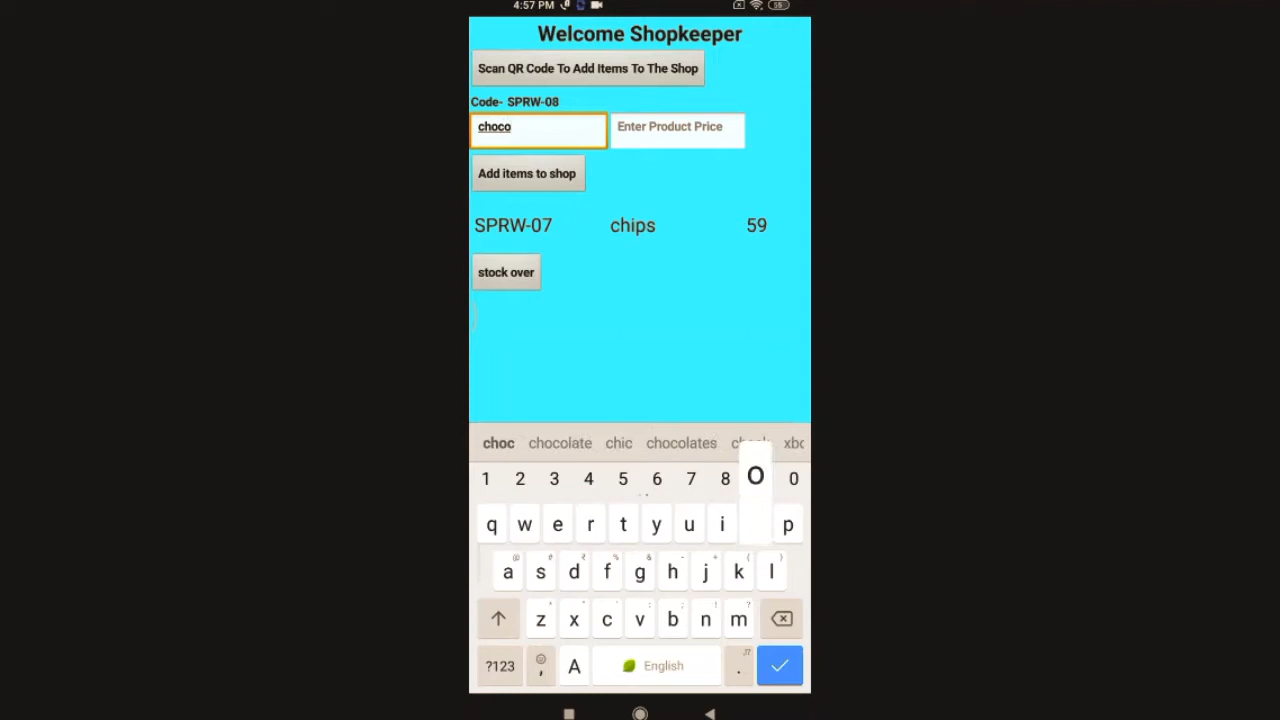 4:57 PM 55
Welcome Shopkeeper
Scan QR Code To Add Items To The Shop
Code- SPRW-08
choco Enter Product Price
Add items to shop
SPRW-07 chips 59
stock over
choc chocolate chic chocolates xbo
1 2 3 4 5 6 7 8 o 0
q w e r t y u i p
a s d f g h j k l
z x c v b n m
?123 , A English .